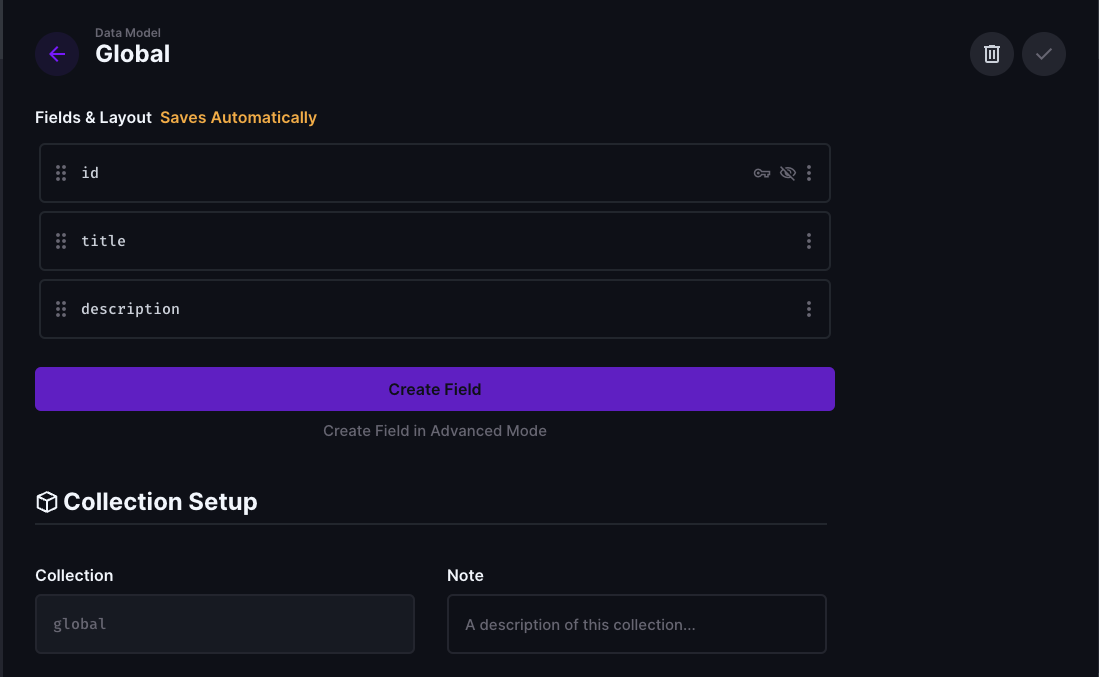 Data Model
Global
Fields & Layout Saves Automatically
id
title
description
Create Field
Create Field in Advanced Mode
Collection Setup
Collection Note
global A description of this collection...